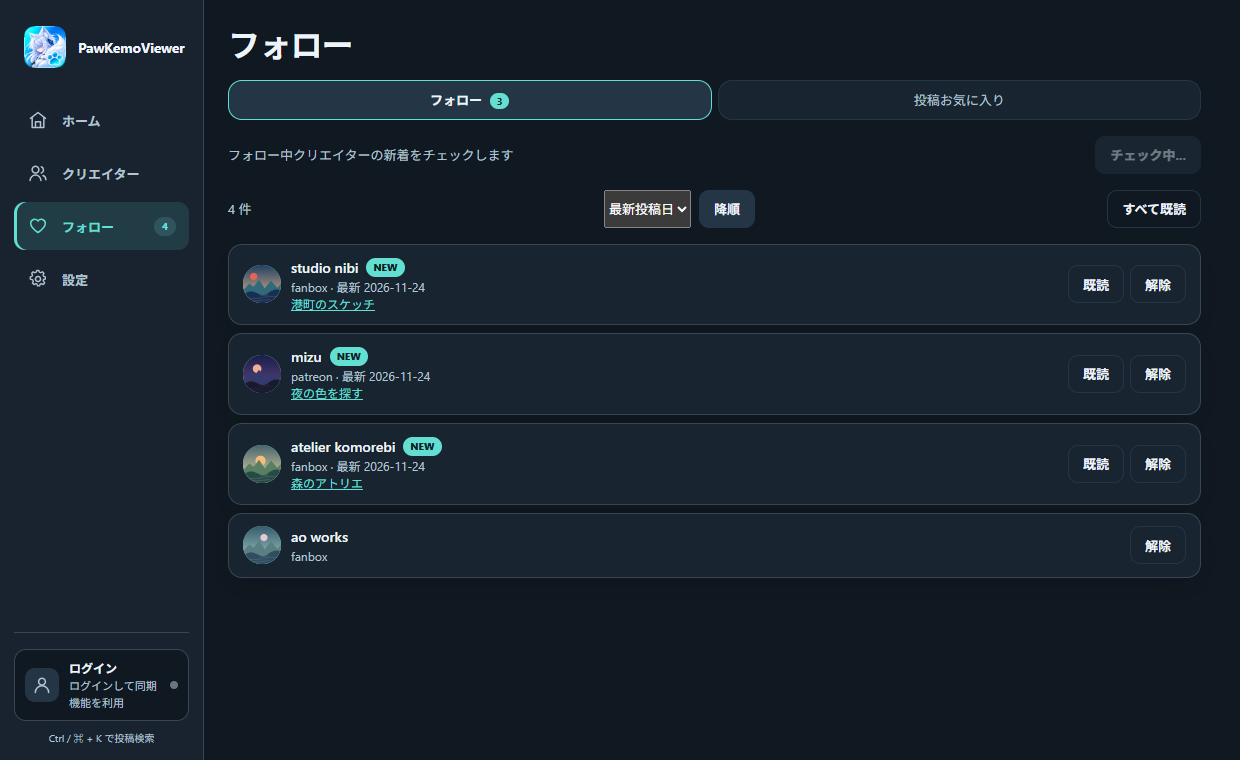 PawKemoViewer
ホーム
クリエイター
フォロー 4
設定
ログイン
ログインして同期
機能を利用
Ctrl / ⌘ + K で投稿検索
フォロー
フォロー 3
投稿お気に入り
フォロー中クリエイターの新着をチェックします
チェック中...
4 件
最新投稿日
降順
すべて既読
studio nibi NEW
fanbox · 最新 2026-11-24
港町のスケッチ
既読
解除
mizu NEW
patreon · 最新 2026-11-24
夜の色を探す
既読
解除
atelier komorebi NEW
fanbox · 最新 2026-11-24
森のアトリエ
既読
解除
ao works
fanbox
解除